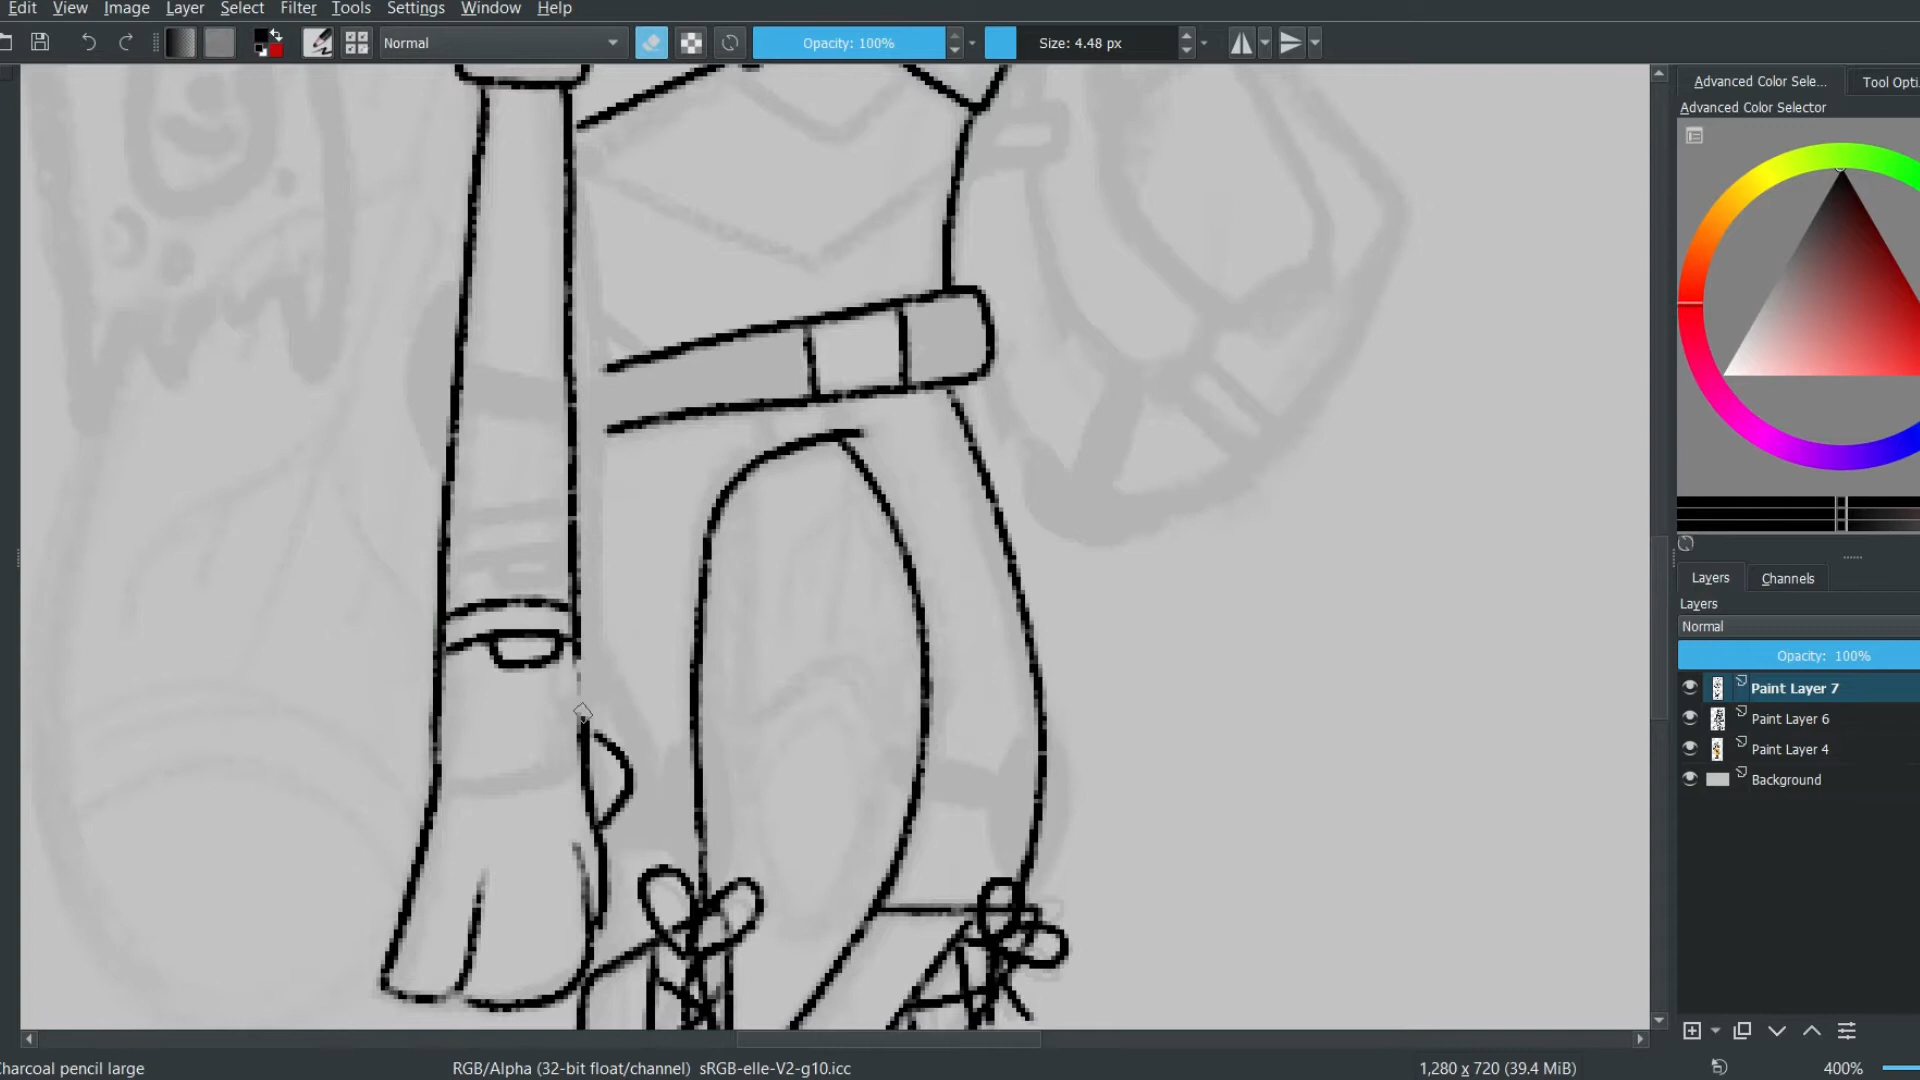 Edit View Image Layer Select Filter Tools Settings Window Help
Normal Opacity: 100% Size: 4.48 px
Advanced Color Sele... Tool Opti
Advanced Color Selector
Layers Channels
Layers
Normal
Opacity: 100%
Paint Layer 7
Paint Layer 6
Paint Layer 4
Background
Charcoal pencil large RGB/Alpha (32-bit float/channel) sRGB-elle-V2-g10.icc 1,280 x 720 (39.4 MiB) 400%